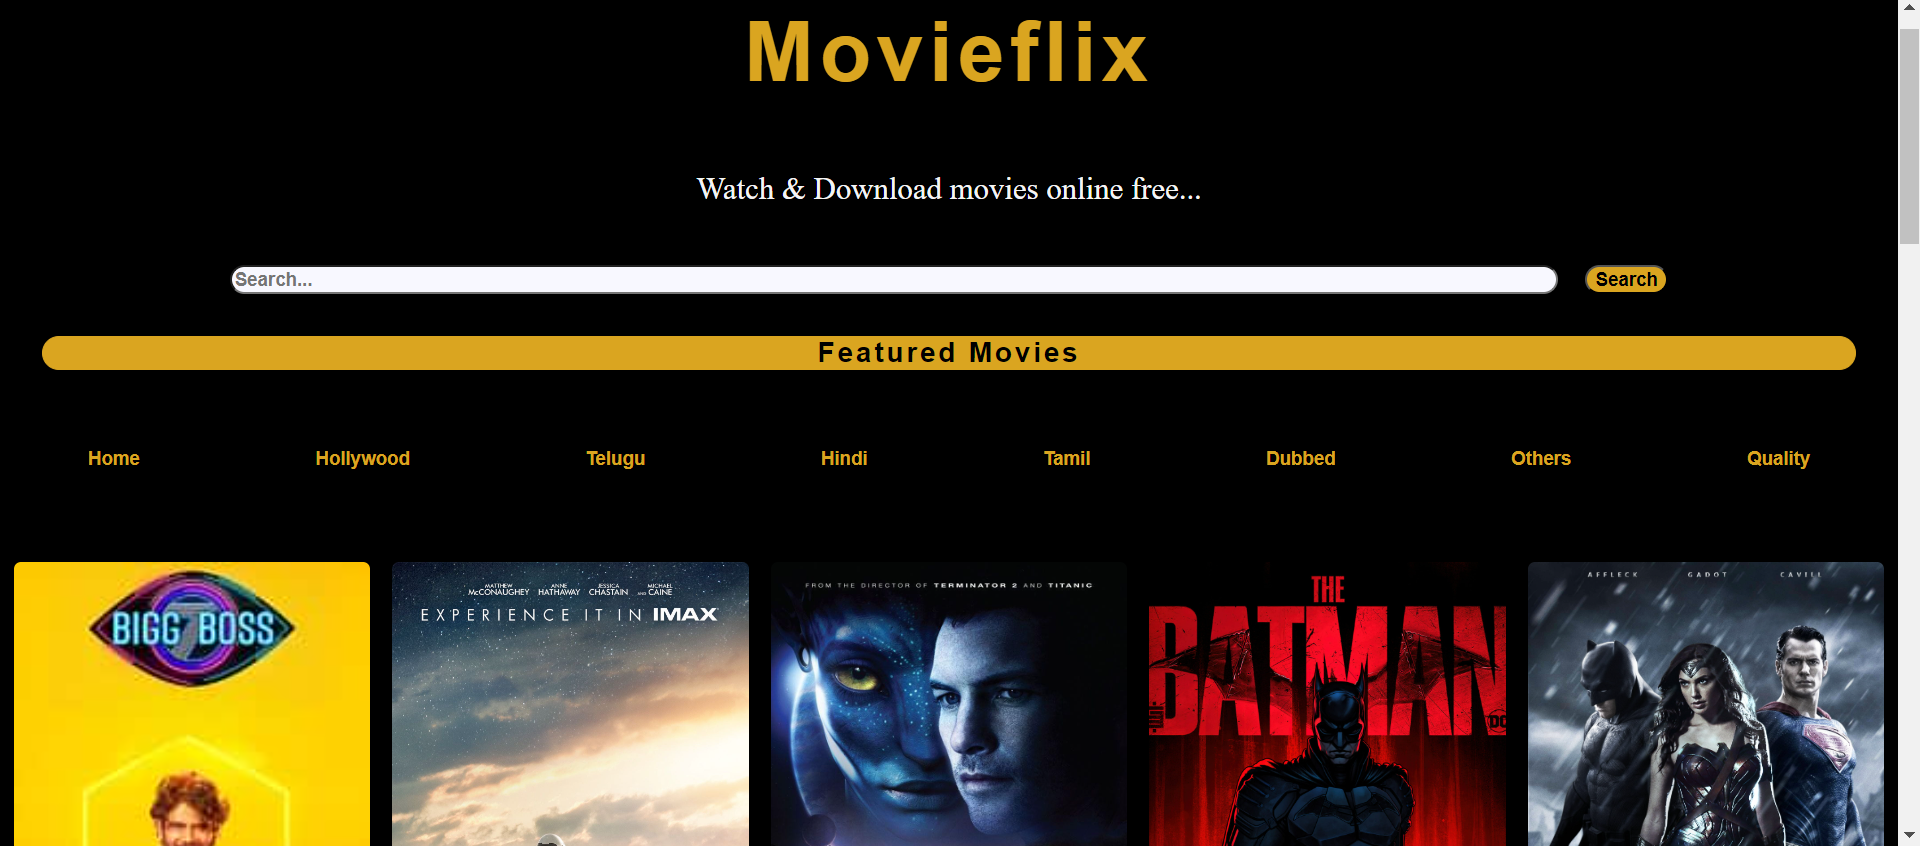 Movieflix
Watch & Download movies online free...
Search... Search
Featured Movies
Home Hollywood Telugu Hindi Tamil Dubbed Others Quality
BIGG 7 BOSS
MATTHEW McCONAUGHEY ANNE HATHAWAY JESSICA CHASTAIN AND MICHAEL CAINE
EXPERIENCE IT IN IMAX
FROM THE DIRECTOR OF TERMINATOR 2 AND TITANIC
THE
BATMAN
DC
AFFLECK GADOT CAVILL